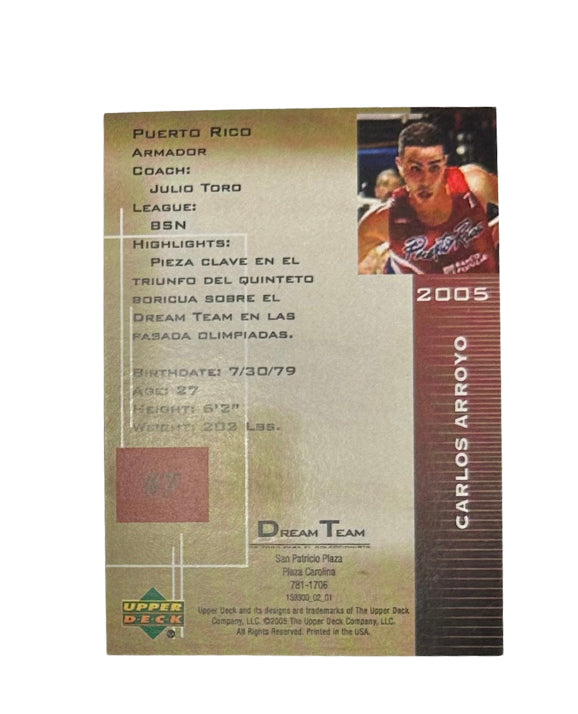 PUERTO RICO
ARMADOR
COACH:
JULIO TORO
LEAGUE:
BSN
HIGHLIGHTS:
PIEZA CLAVE EN EL
TRIUNFO DEL QUINTETO
BORICUA SOBRE EL
DREAM TEAM EN LAS
PASADA OLIMPIADAS.
BIRTHDATE: 7/30/79
AGE: 27
HEIGHT: 6'2"
WEIGHT: 202 LBS.
Puerto Rico
2005
CARLOS ARROYO
DREAM TEAM
San Patricio Plaza
Plaza Carolina
781-1706
UPPER
DECK
Upper Deck and its designs are trademarks of The Upper Deck
Company, LLC. ©2005 The Upper Deck Company, LLC.
All Rights Reserved. Printed in the USA.